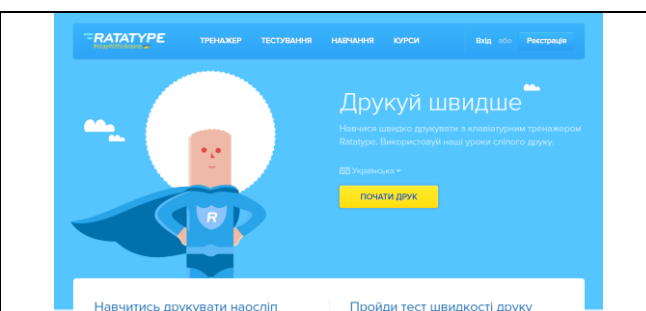 RATATYPE
ТРЕНАЖЕР
ТЕСТУВАННЯ
НАВЧАННЯ
КУРСИ
Вхід або Реєстрація
Друкуй швидше
Навчися швидко друкувати з клавіатурним тренажером
Ratatype. Використовуй наші уроки сліпого друку.
Українська
ПОЧАТИ ДРУК
R
Навчитись друкувати наосліп
Пройди тест швидкості друку